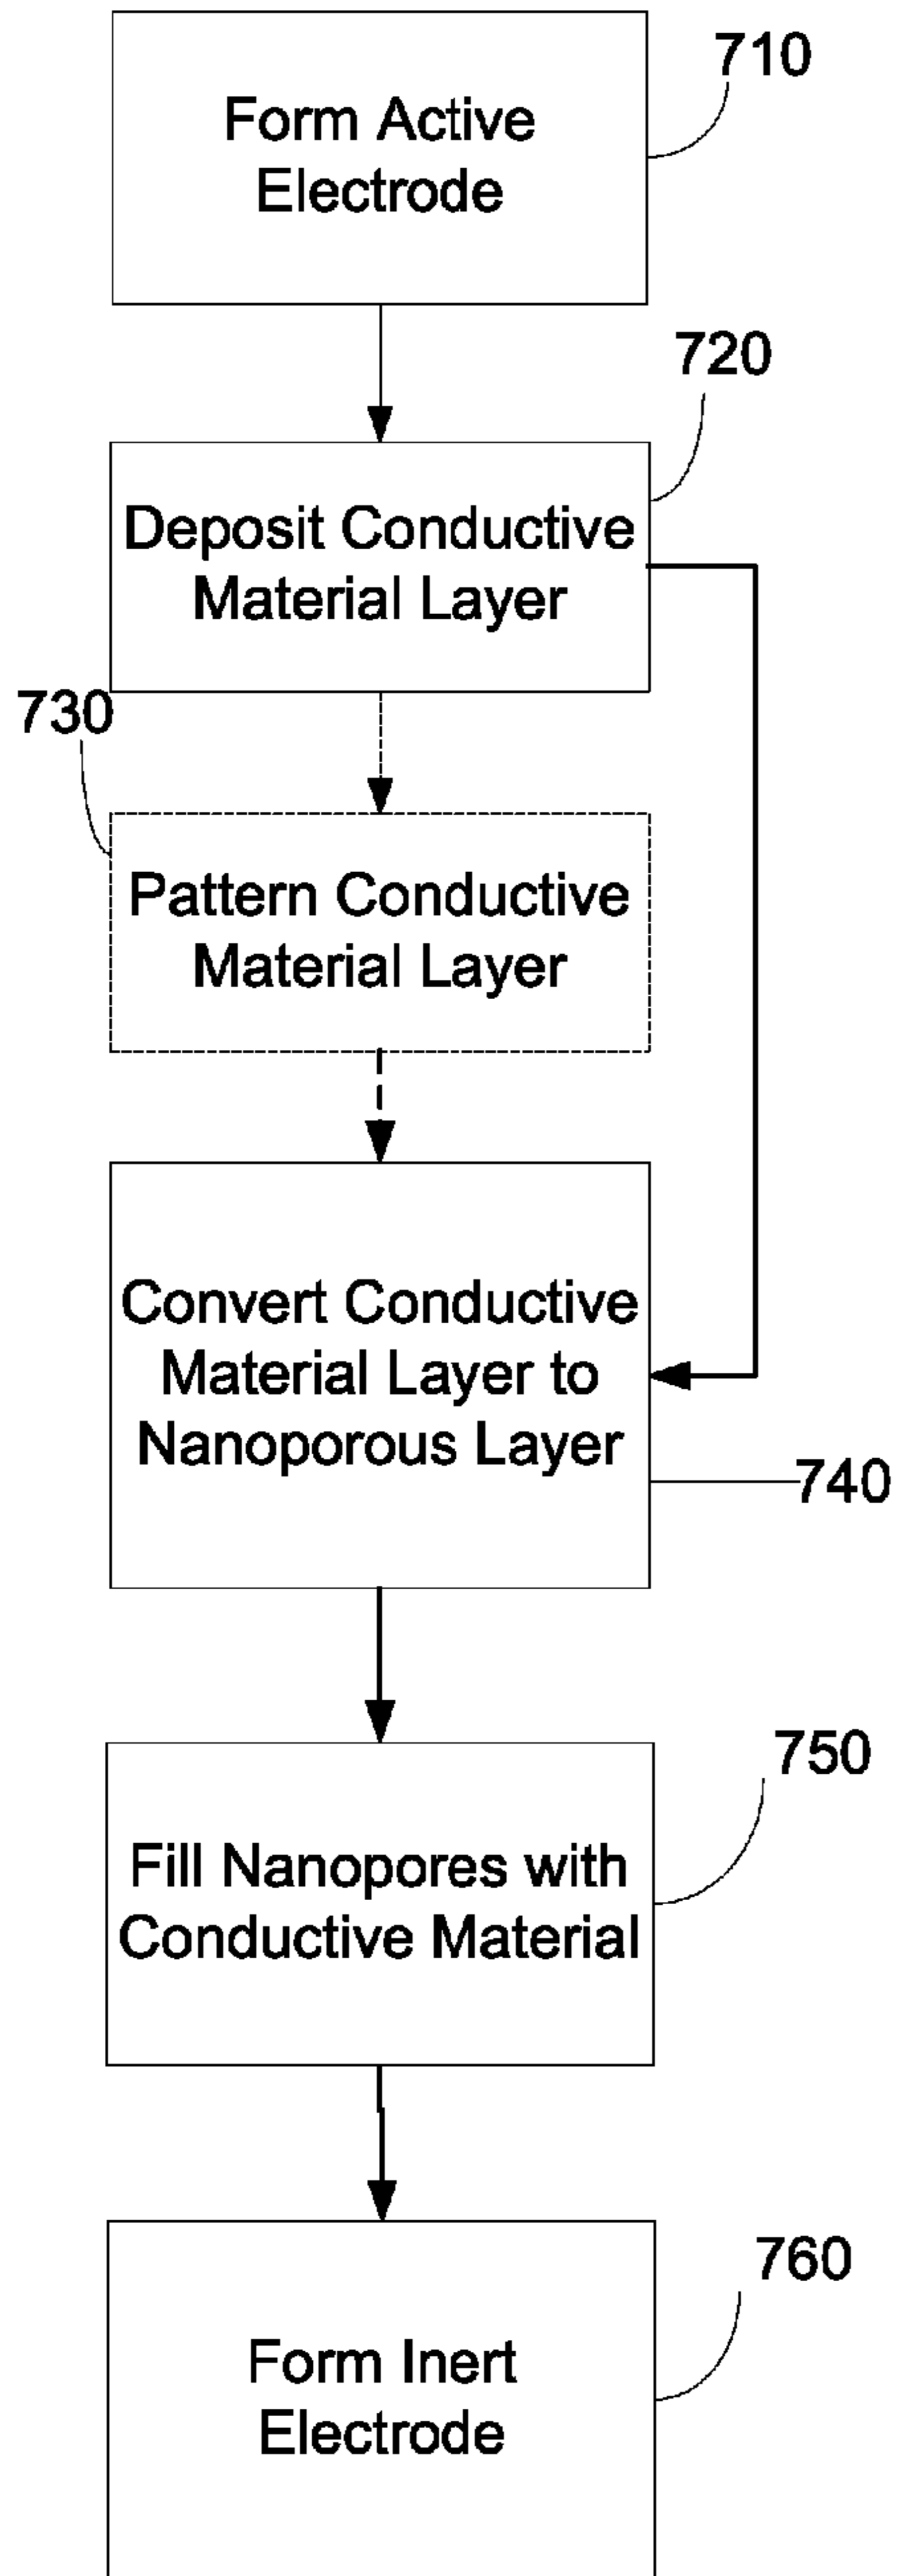 710
Form Active
Electrode
720
Deposit Conductive
Material Layer
730
Pattern Conductive
Material Layer
Convert Conductive
Material Layer to
Nanoporous Layer
740
750
Fill Nanopores with
Conductive Material
760
Form Inert
Electrode